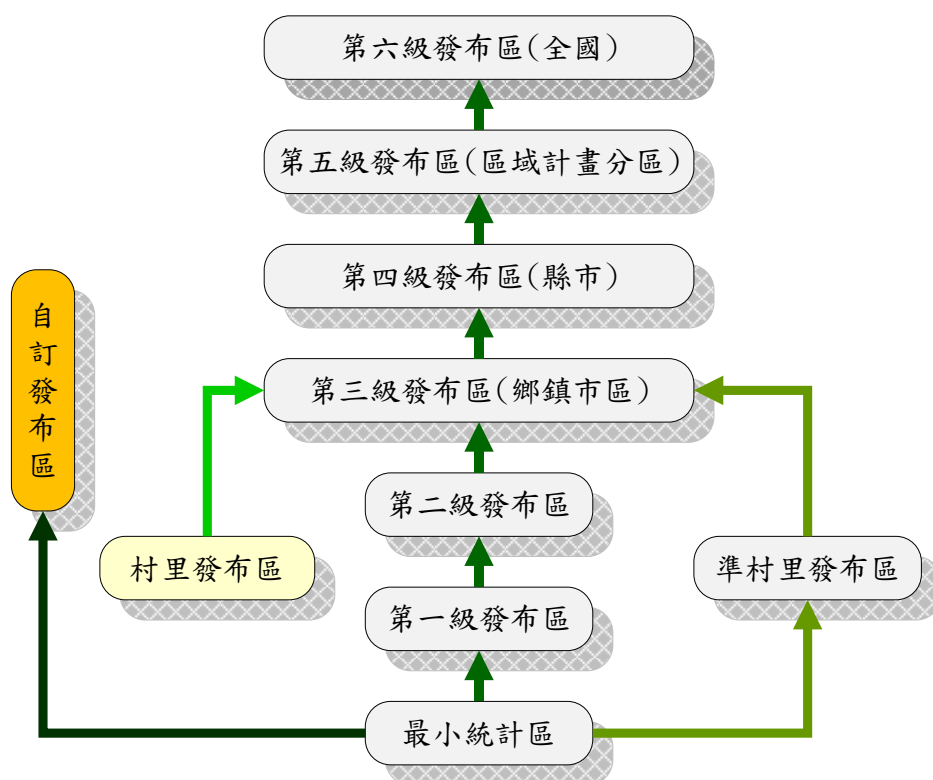 第六級發布區(全國)
第五級發布區(區域計畫分區)
第四級發布區(縣市)
自訂發布區
第三級發布區(鄉鎮市區)
第二級發布區
村里發布區
準村里發布區
第一級發布區
最小統計區